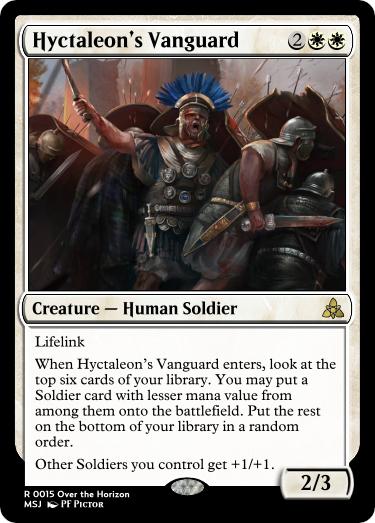 Hyctaleon's Vanguard 2
Creature — Human Soldier
Lifelink
When Hyctaleon's Vanguard enters, look at the
top six cards of your library. You may put a
Soldier card with lesser mana value from
among them onto the battlefield. Put the rest
on the bottom of your library in a random
order.
Other Soldiers you control get +1/+1.
2/3
R 0015 Over the Horizon
MSJ PF Pictor